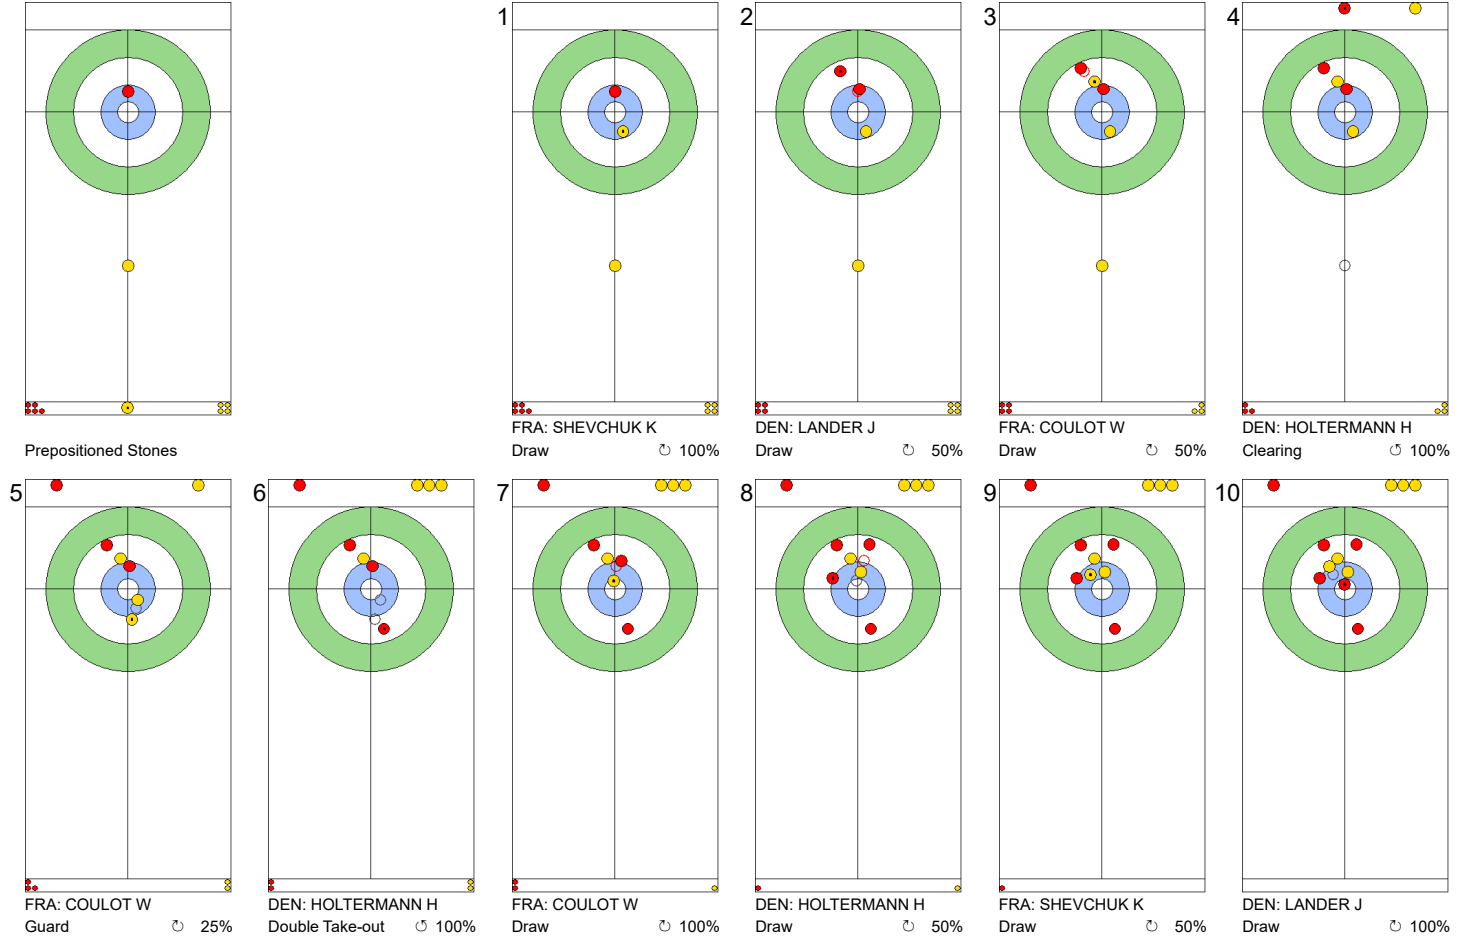 1
2
3
4
Prepositioned Stones
FRA: SHEVCHUK K
Draw ↻ 100%
DEN: LANDER J
Draw ↻ 50%
FRA: COULOT W
Draw ↻ 50%
DEN: HOLTERMANN H
Clearing ↺ 100%
5
6
7
8
9
10
FRA: COULOT W
Guard ↻ 25%
DEN: HOLTERMANN H
Double Take-out ↺ 100%
FRA: COULOT W
Draw ↻ 100%
DEN: HOLTERMANN H
Draw ↻ 50%
FRA: SHEVCHUK K
Draw ↻ 50%
DEN: LANDER J
Draw ↻ 100%